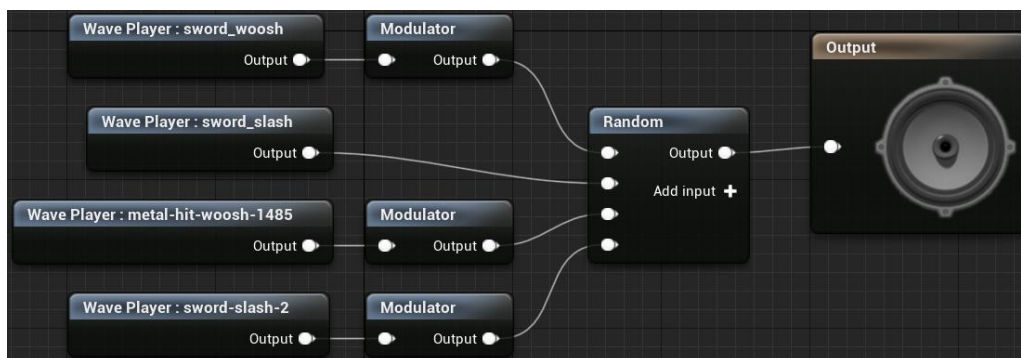 Wave Player : sword_woosh
Output
Modulator
Output
Output
Wave Player : sword_slash
Output
Random
Output
Add input
Wave Player : metal-hit-woosh-1485
Output
Modulator
Output
Wave Player : sword-slash-2
Output
Modulator
Output